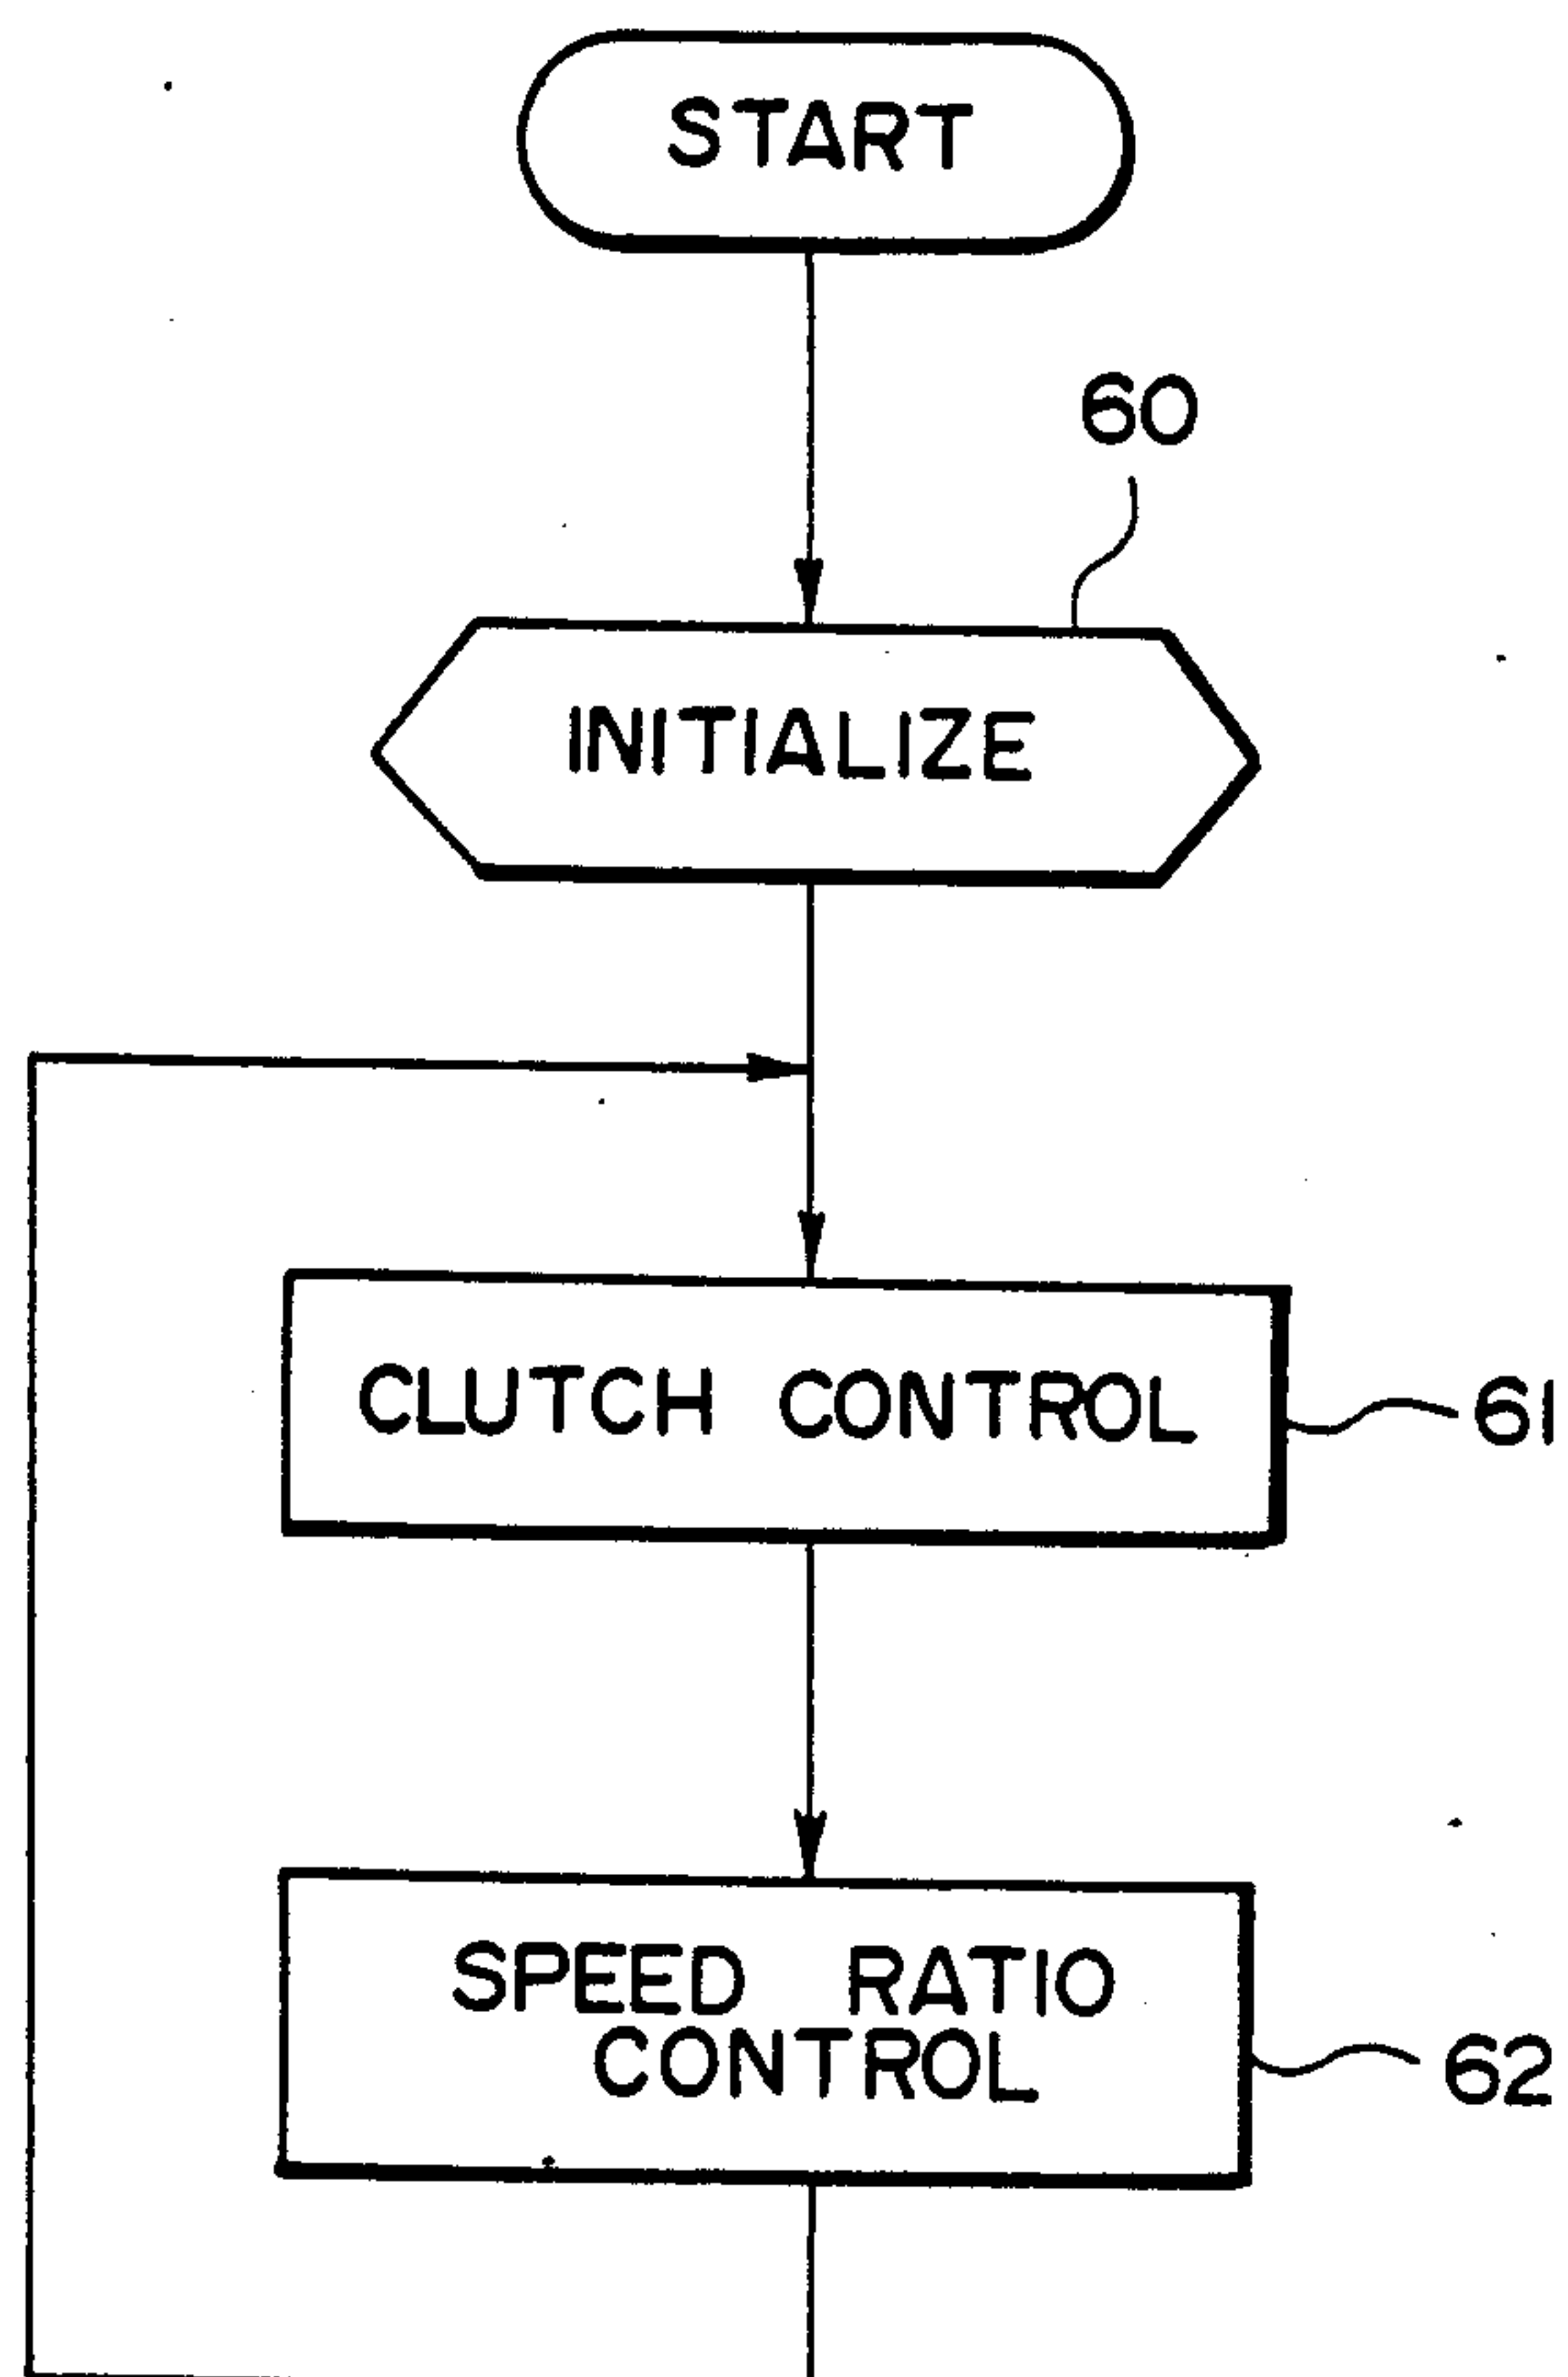 START
60
INITIALIZE
CLUTCH CONTROL
61
SPEED RATIO
CONTROL
62